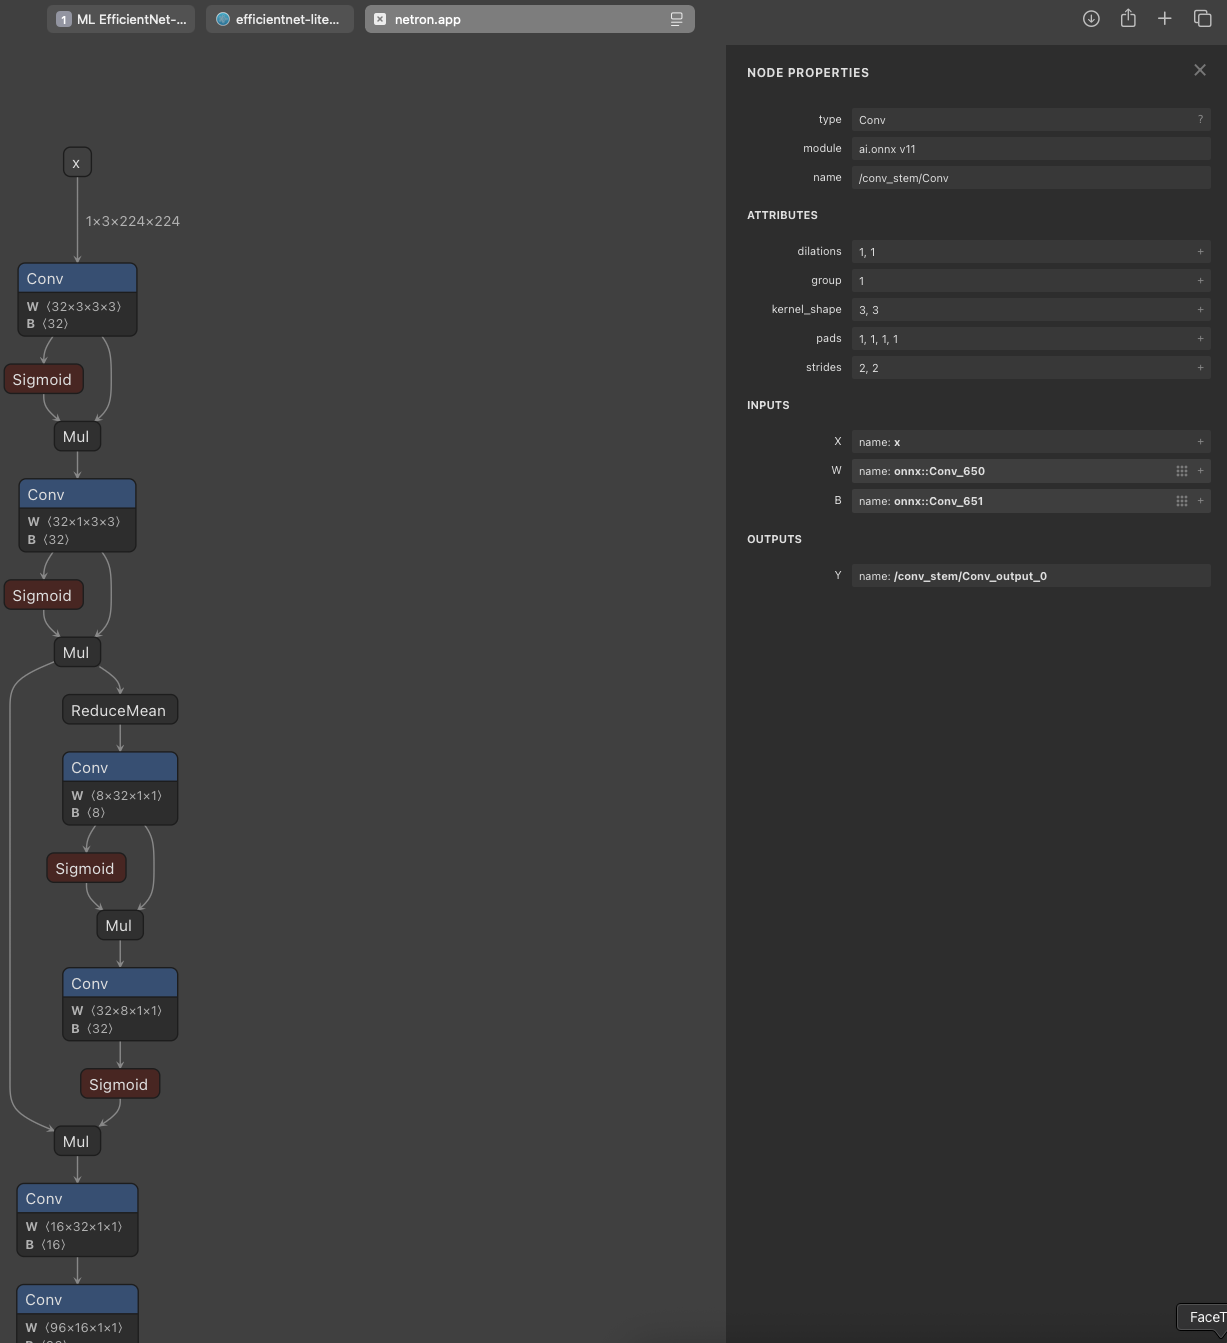 1 ML EfficientNet-...
efficientnet-lite...
netron.app
x
1×3×224×224
Conv
W ⟨32×3×3×3⟩
B ⟨32⟩
Sigmoid
Mul
Conv
W ⟨32×1×3×3⟩
B ⟨32⟩
Sigmoid
Mul
ReduceMean
Conv
W ⟨8×32×1×1⟩
B ⟨8⟩
Sigmoid
Mul
Conv
W ⟨32×8×1×1⟩
B ⟨32⟩
Sigmoid
Mul
Conv
W ⟨16×32×1×1⟩
B ⟨16⟩
Conv
W ⟨96×16×1×1⟩
NODE PROPERTIES
type Conv ?
module ai.onnx v11
name /conv_stem/Conv
ATTRIBUTES
dilations 1, 1 +
group 1 +
kernel_shape 3, 3 +
pads 1, 1, 1, 1 +
strides 2, 2 +
INPUTS
X name: x +
W name: onnx::Conv_650 +
B name: onnx::Conv_651 +
OUTPUTS
Y name: /conv_stem/Conv_output_0
FaceT